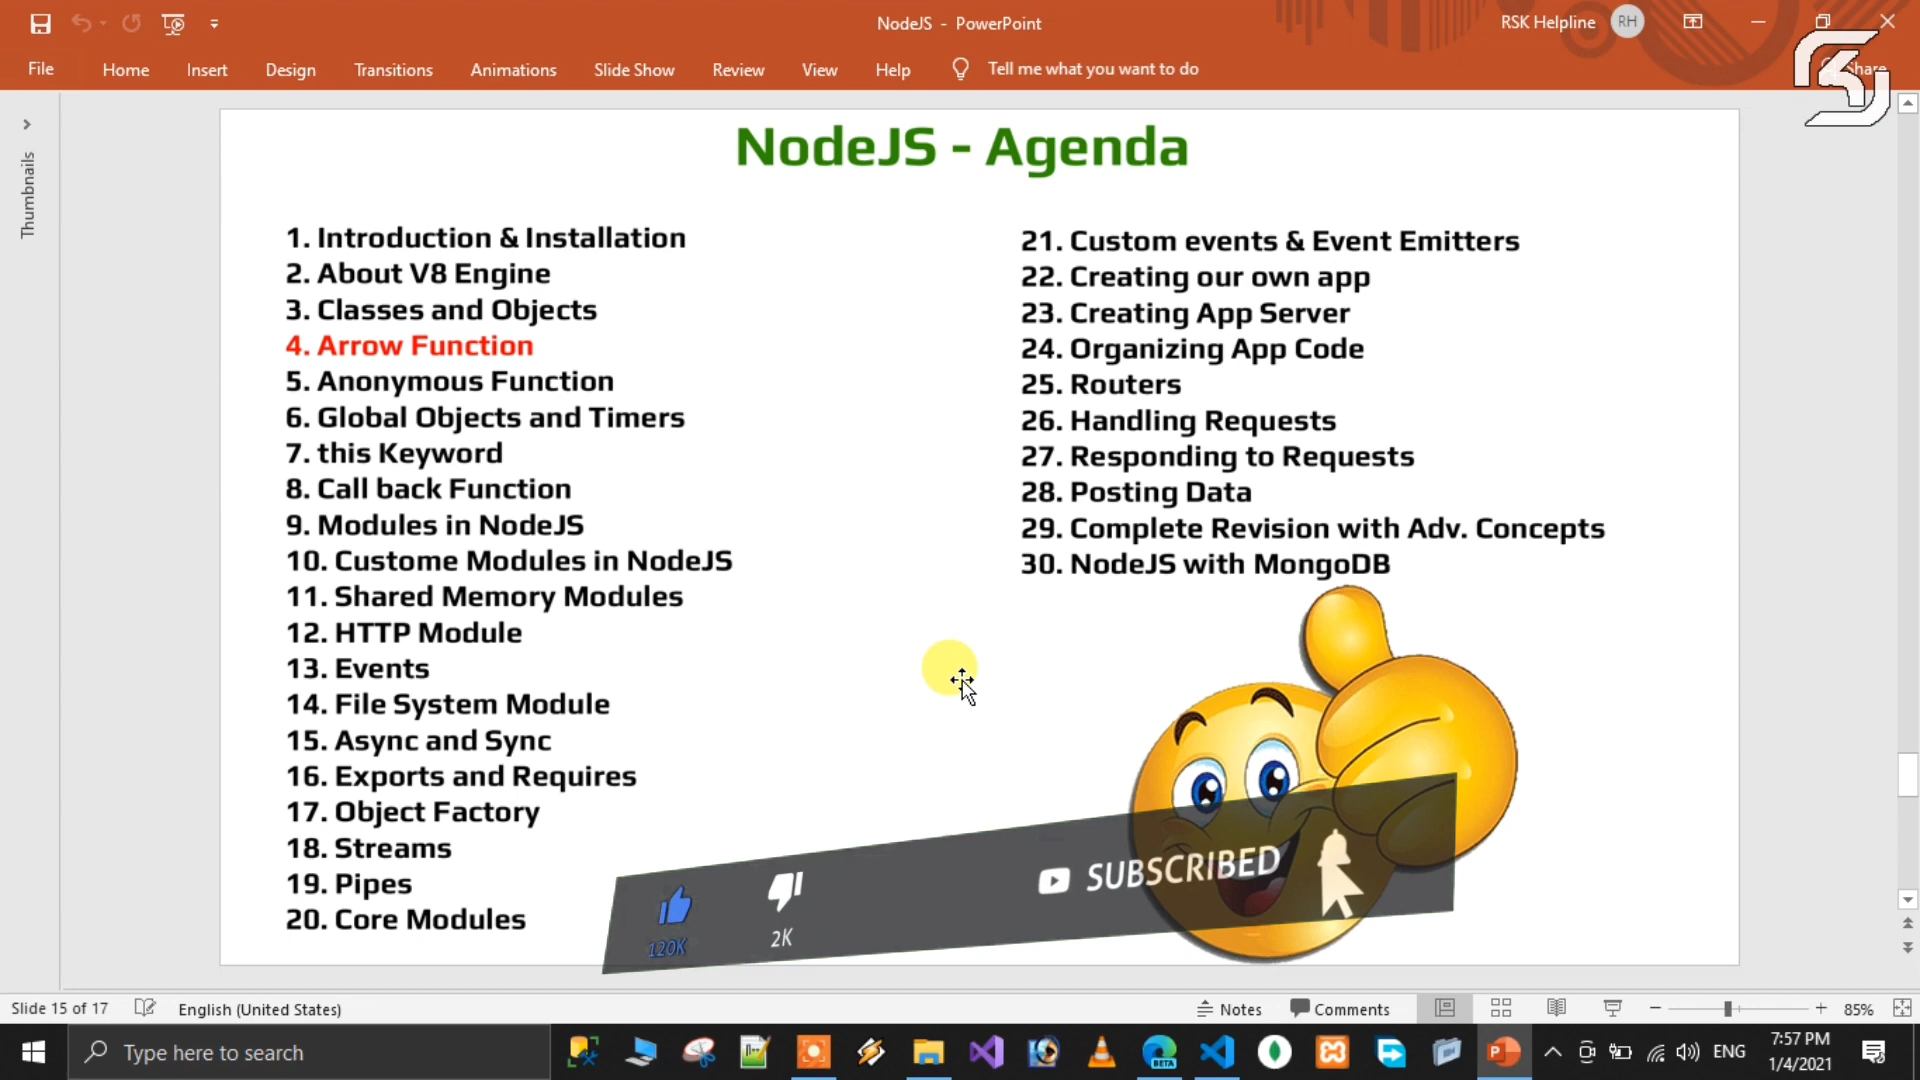 NodeJS - PowerPoint
RSK Helpline
RH
File
Home
Insert
Design
Transitions
Animations
Slide Show
Review
View
Help
Tell me what you want to do
Share
Thumbnails
NodeJS - Agenda
1. Introduction & Installation
2. About V8 Engine
3. Classes and Objects
4. Arrow Function
5. Anonymous Function
6. Global Objects and Timers
7. this Keyword
8. Call back Function
9. Modules in NodeJS
10. Custome Modules in NodeJS
11. Shared Memory Modules
12. HTTP Module
13. Events
14. File System Module
15. Async and Sync
16. Exports and Requires
17. Object Factory
18. Streams
19. Pipes
20. Core Modules
21. Custom events & Event Emitters
22. Creating our own app
23. Creating App Server
24. Organizing App Code
25. Routers
26. Handling Requests
27. Responding to Requests
28. Posting Data
29. Complete Revision with Adv. Concepts
30. NodeJS with MongoDB
120K
2K
SUBSCRIBED
Slide 15 of 17
English (United States)
Notes
Comments
85%
Type here to search
BETA
ENG
7:57 PM
1/4/2021